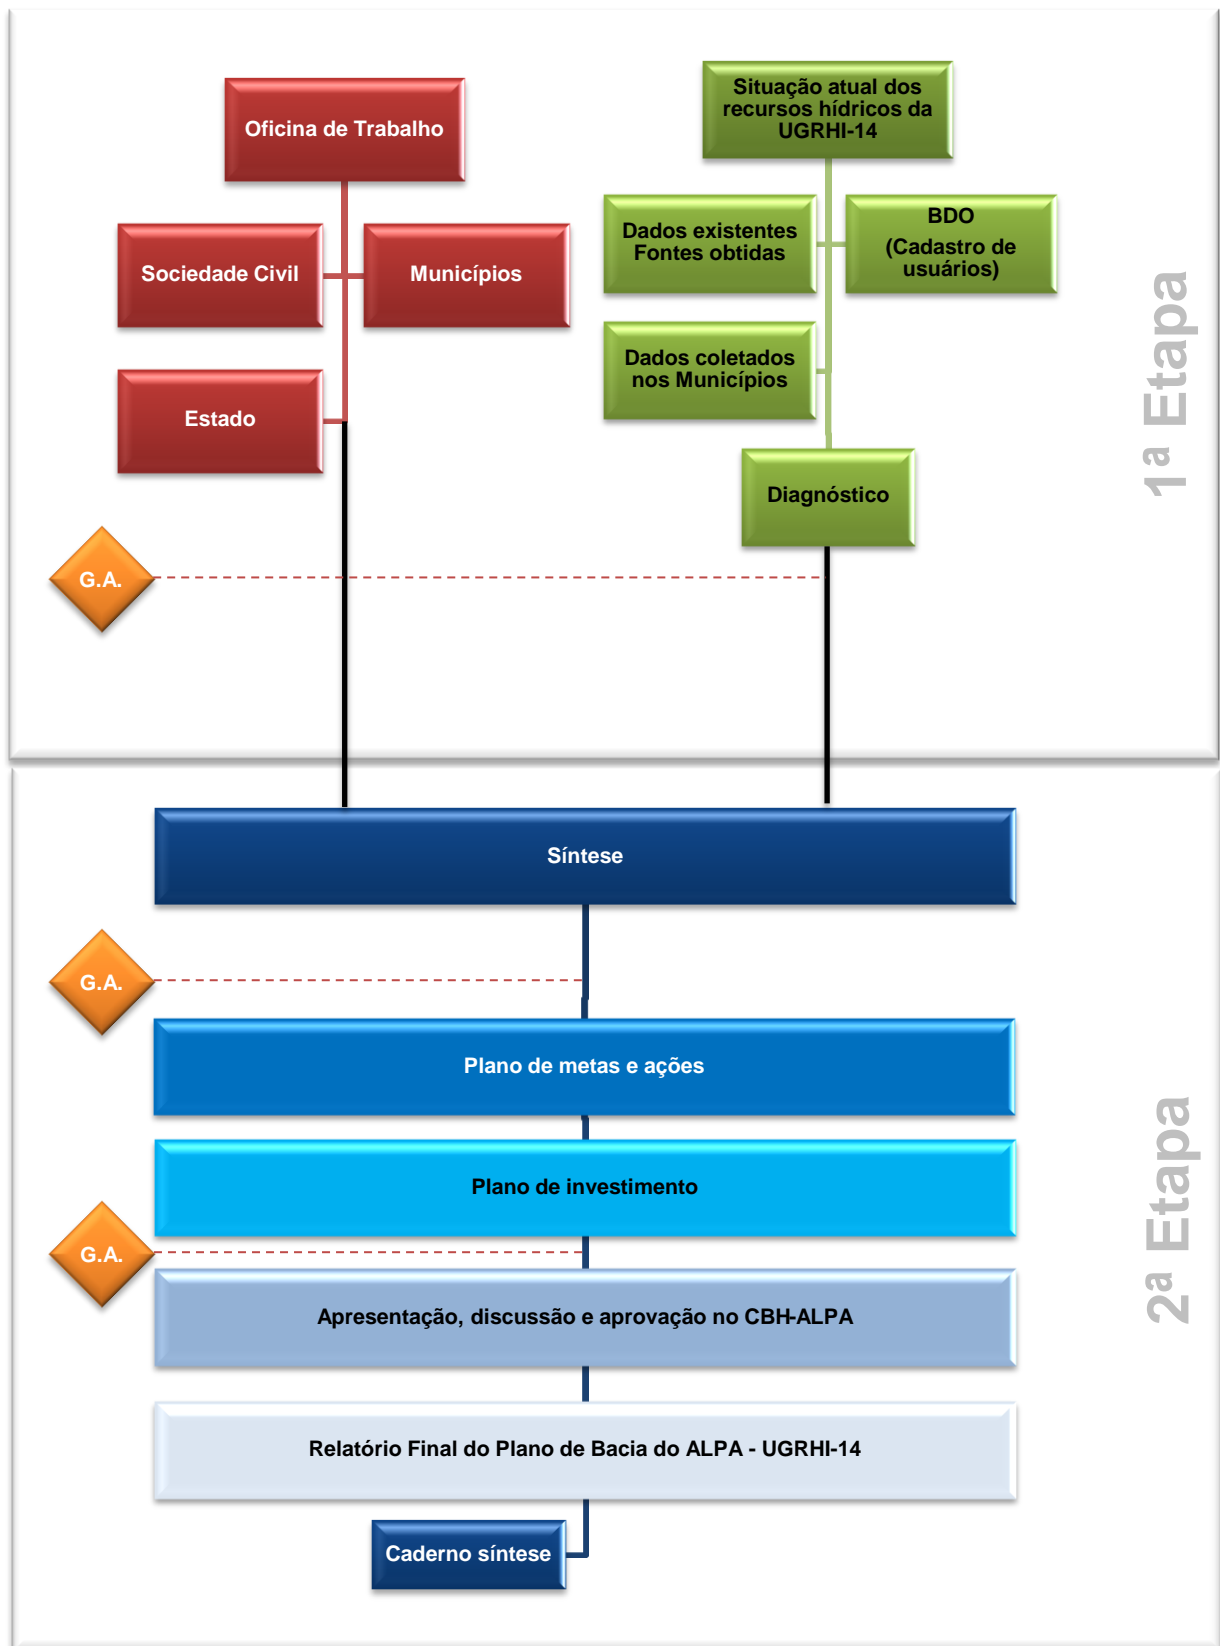 Oficina de Trabalho
Sociedade Civil
Municípios
Estado
Situação atual dos
recursos hídricos da
UGRHI-14
Dados existentes
Fontes obtidas
BDO
(Cadastro de
usuários)
Dados coletados
nos Municípios
Diagnóstico
G.A.
1ª Etapa
Síntese
G.A.
Plano de metas e ações
Plano de investimento
G.A.
Apresentação, discussão e aprovação no CBH-ALPA
Relatório Final do Plano de Bacia do ALPA - UGRHI-14
Caderno síntese
2ª Etapa